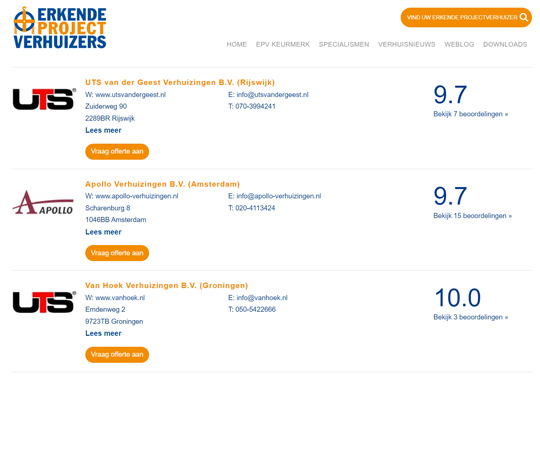 ERKENDE
PROJECT
VERHUIZERS
VIND UW ERKENDE PROJECTVERHUIZER
HOME EPV KEURMERK SPECIALISMEN VERHUISNIEUWS WEBLOG DOWNLOADS
UTS
UTS van der Geest Verhuizingen B.V. (Rijswijk)
W: www.utsvandergeest.nl E: info@utsvandergeest.nl
Zuiderweg 90 T: 070-3994241
2289BR Rijswijk
Lees meer
Vraag offerte aan
9.7
Bekijk 7 beoordelingen »
APOLLO
Apollo Verhuizingen B.V. (Amsterdam)
W: www.apollo-verhuizingen.nl E: info@apollo-verhuizingen.nl
Scharenburg 8 T: 020-4113424
1046BB Amsterdam
Lees meer
Vraag offerte aan
9.7
Bekijk 15 beoordelingen »
UTS
Van Hoek Verhuizingen B.V. (Groningen)
W: www.vanhoek.nl E: info@vanhoek.nl
Emdenweg 2 T: 050-5422666
9723TB Groningen
Lees meer
Vraag offerte aan
10.0
Bekijk 3 beoordelingen »